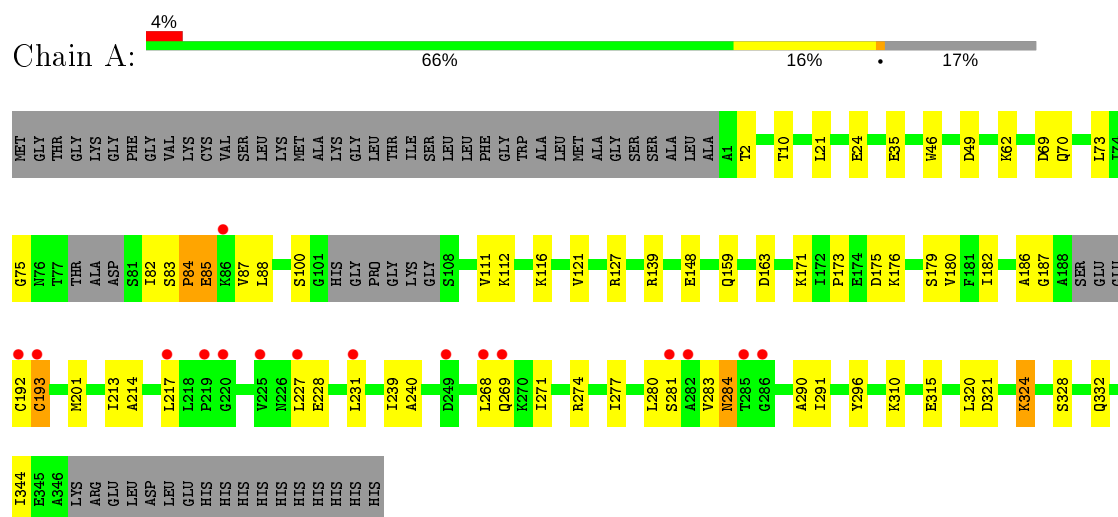 4%
Chain A:
66% 16% • 17%
MET GLY THR GLY LYS GLY PHE GLY VAL LYS CYS VAL SER LEU LYS MET ALA LYS GLY LEU THR ILE SER LEU LEU PHE GLY TRP ALA LEU MET ALA GLY SER SER ALA LEU ALA A1 T2 T10 L21 E24 E35 W46 D49 K62 D69 Q70 L73
G75 N76 T77 THR ALA ASP S81 I82 S83 P84 E85 K86 V87 L88 S100 G101 HIS GLY PRO GLY LYS GLY S108 V111 K112 K116 V121 R127 R139 E148 Q159 D163 K171 I172 P173 E174 D175 K176 S179 V180 F181 I182 A186 G187 A188 SER GLU
C192 C193 M201 I213 A214 L217 L218 P219 G220 V225 N226 L227 E228 L231 I239 A240 D249 L268 Q269 K270 I271 R274 I277 L280 S281 A282 V283 N284 T285 G286 A290 I291 Y296 K310 E315 L320 D321 K324 S328 Q332
I344 E345 A346 LYS ARG GLU LEU ASP LEU GLU HIS HIS HIS HIS HIS HIS HIS HIS